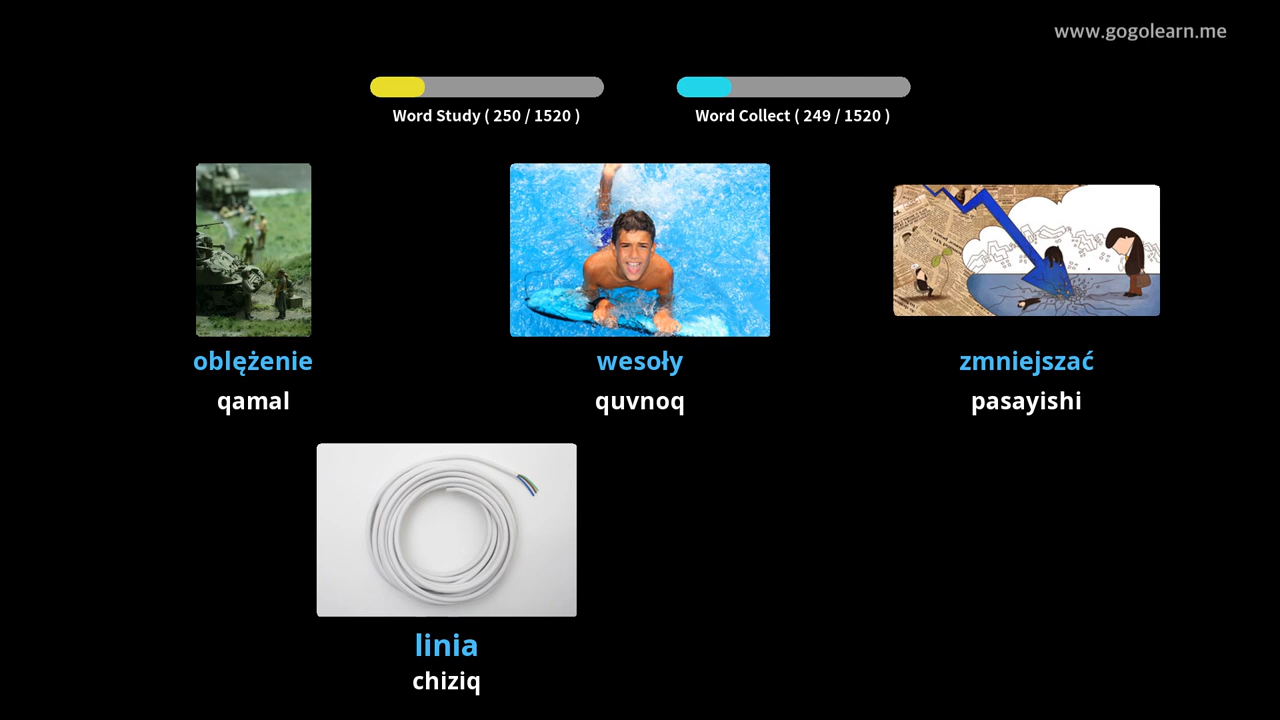 www.gogolearn.me
Word Study ( 250 / 1520 )
Word Collect ( 249 / 1520 )
oblężenie
wesoły
zmniejszać
qamal
quvnoq
pasayishi
linia
chiziq